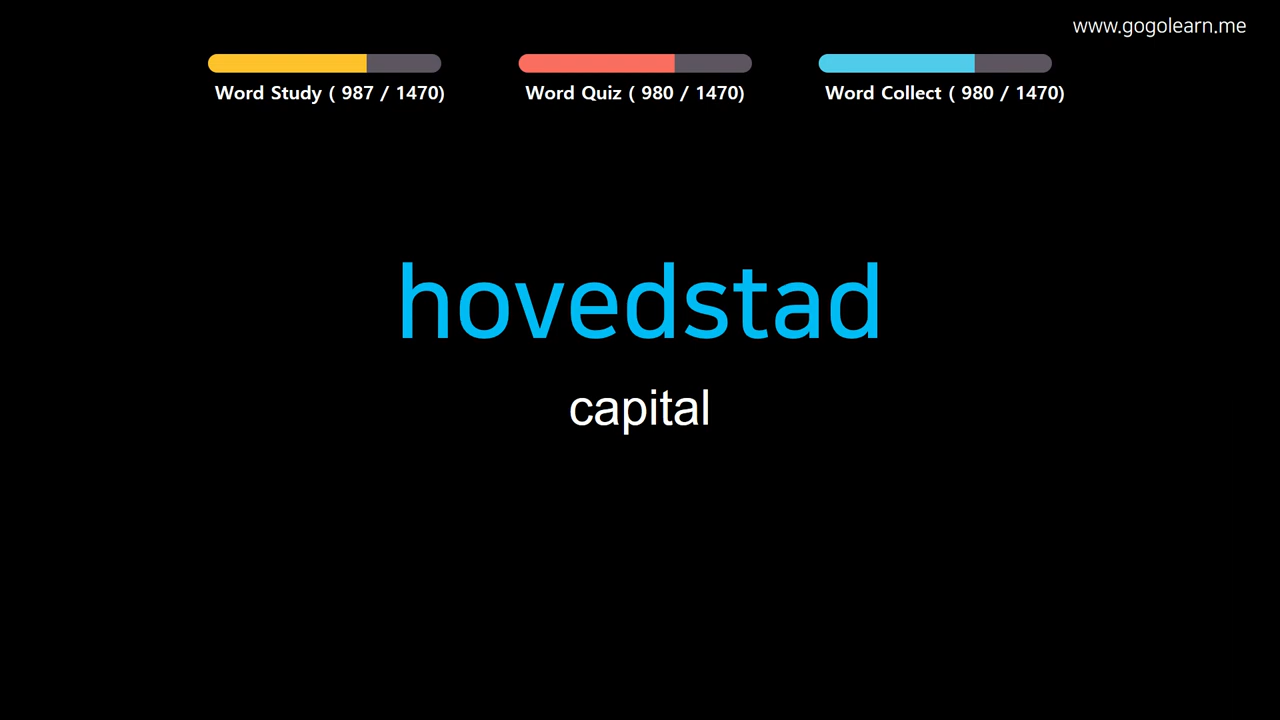 www.gogolearn.me
Word Study ( 987 / 1470)
Word Quiz ( 980 / 1470)
Word Collect ( 980 / 1470)
hovedstad
capital